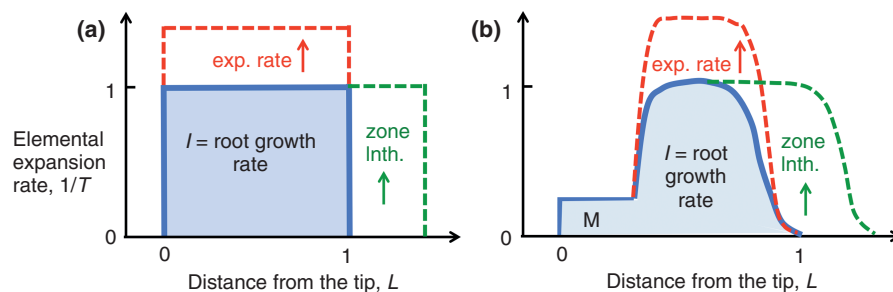 (a)
exp. rate
1
I = root growth
rate
zone
lnth.
Elemental
expansion
rate, 1/T
0
0
1
Distance from the tip, L
(b)
exp. rate
1
I = root
growth
rate
zone
lnth.
M
0
0
1
Distance from the tip, L